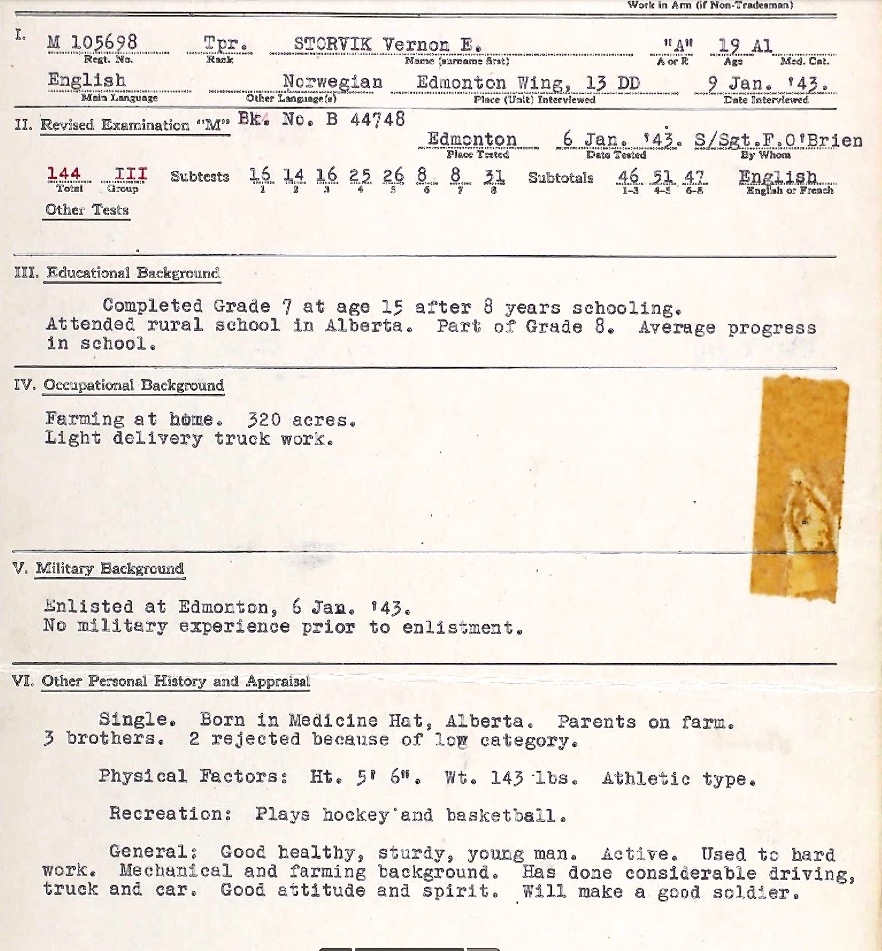 Work in Arm (if Non-Tradesman)
I. M 105698 Tpr. STORVIK Vernon E. "A" 19 A1
Regt. No. Rank Name (surname first) A or R Age Med. Cat.
English Norwegian Edmonton Wing, 13 DD 9 Jan. '43.
Main Language Other Language(s) Place (Unit) Interviewed Date Interviewed
II. Revised Examination "M" Bk. No. B 44748
Edmonton 6 Jan. '43. S/Sgt.F.O'Brien
Place Tested Date Tested By Whom
144 III Subtests 16 14 16 25 26 8 8 31 Subtotals 46 51 47 English
Total Group 1 2 3 4 5 6 7 8 1-3 4-5 6-8 English or French
Other Tests
III. Educational Background
Completed Grade 7 at age 15 after 8 years schooling.
Attended rural school in Alberta. Part of Grade 8. Average progress
in school.
IV. Occupational Background
Farming at home. 320 acres.
Light delivery truck work.
V. Military Background
Enlisted at Edmonton, 6 Jan. '43.
No military experience prior to enlistment.
VI. Other Personal History and Appraisal
Single. Born in Medicine Hat, Alberta. Parents on farm.
3 brothers. 2 rejected because of low category.
Physical Factors: Ht. 5' 6". Wt. 143 lbs. Athletic type.
Recreation: Plays hockey and basketball.
General: Good healthy, sturdy, young man. Active. Used to hard
work. Mechanical and farming background. Has done considerable driving,
truck and car. Good attitude and spirit. Will make a good soldier.